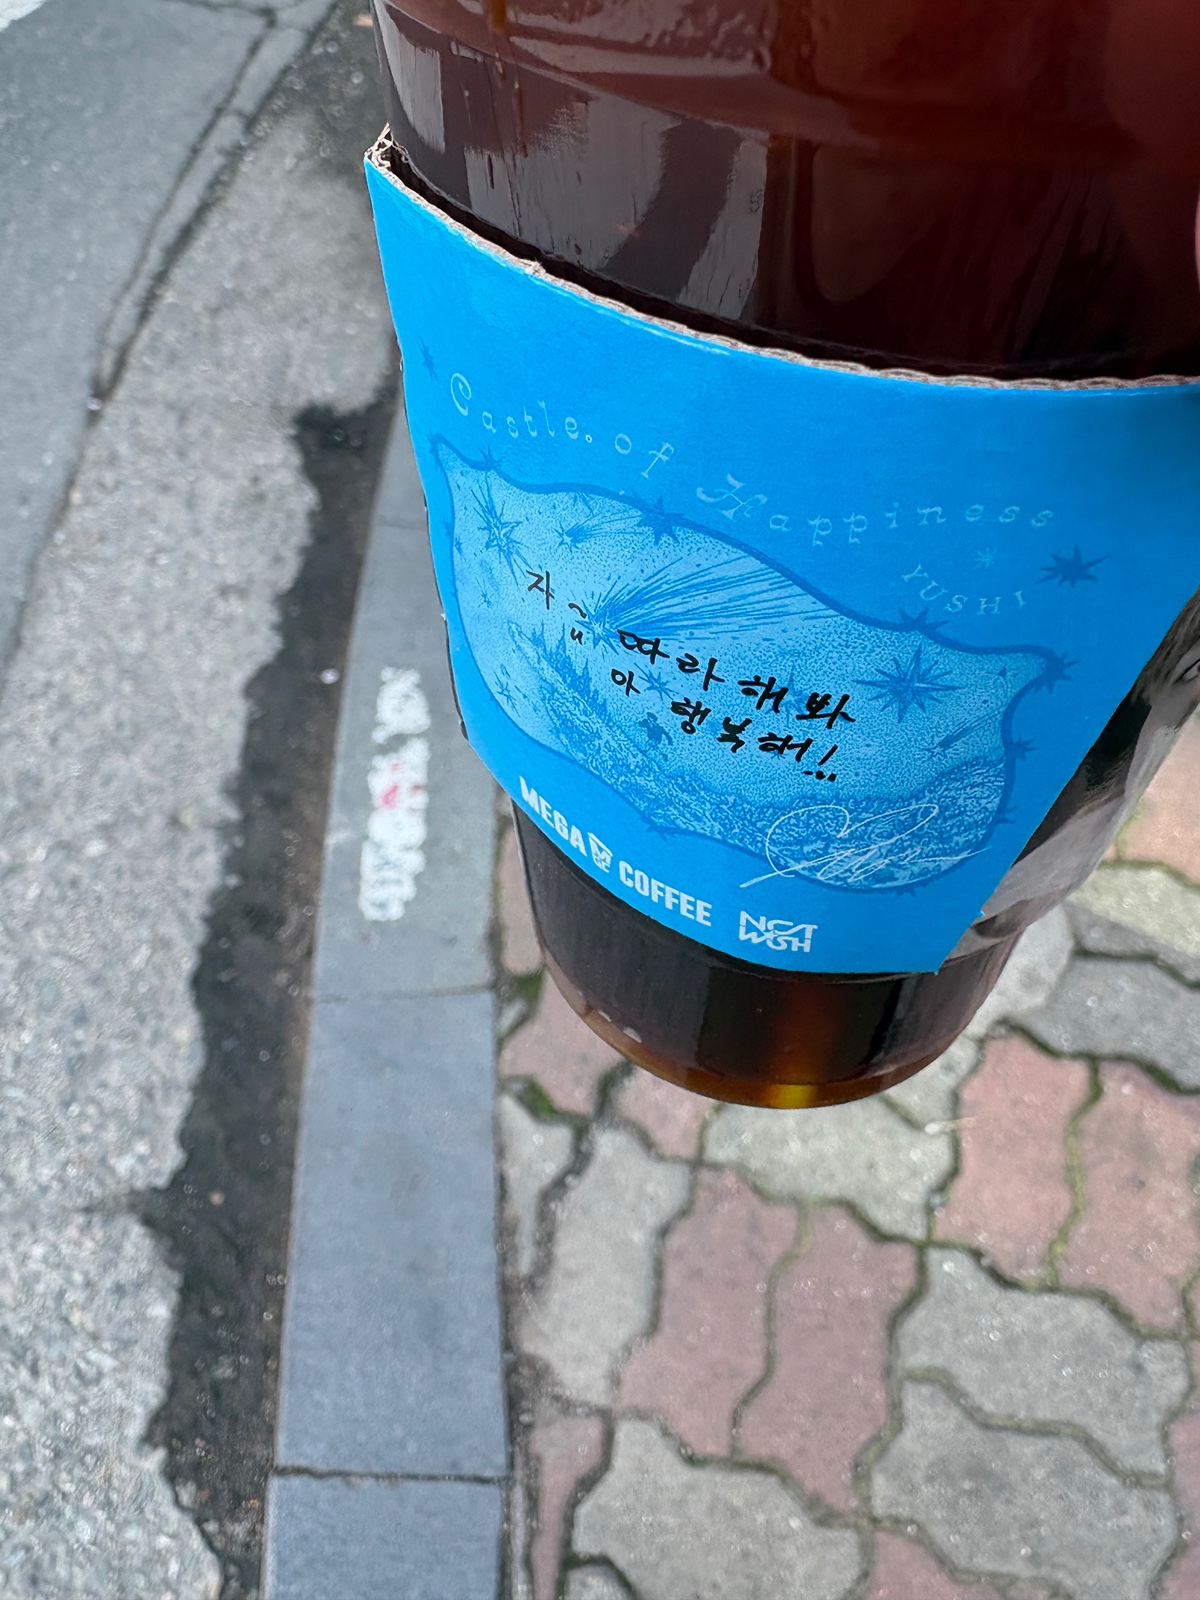 Castle of Happiness
YUSHI
자~ 따라해봐
아 행복해!
MEGA COFFEE
NCT
WISH